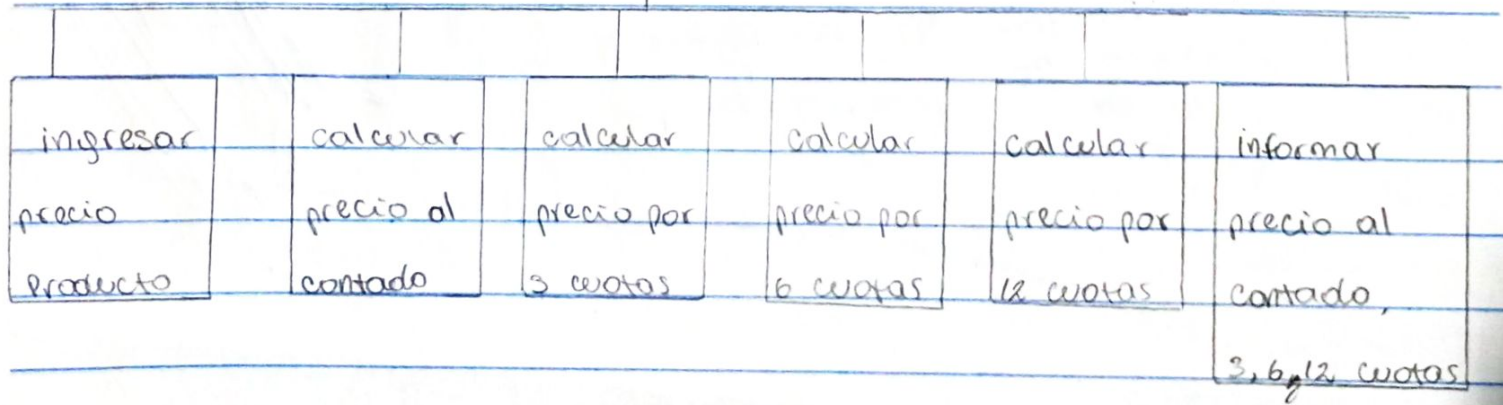 ingresar
precio
producto
calcular
precio al
contado
calcular
precio por
3 cuotas
calcular
precio por
6 cuotas
calcular
precio por
12 cuotas
informar
precio al
contado,
3, 6, 12 cuotas